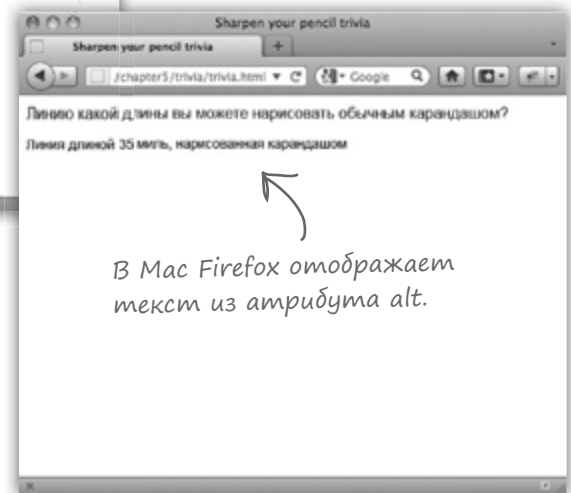 Sharpen your pencil trivia
Sharpen your pencil trivia +
/chapter5/trivia/trivia.html Google
Линию какой длины вы можете нарисовать обычным карандашом?
Линия длиной 35 миль, нарисованная карандашом
В Mac Firefox отображает
текст из атрибута alt.